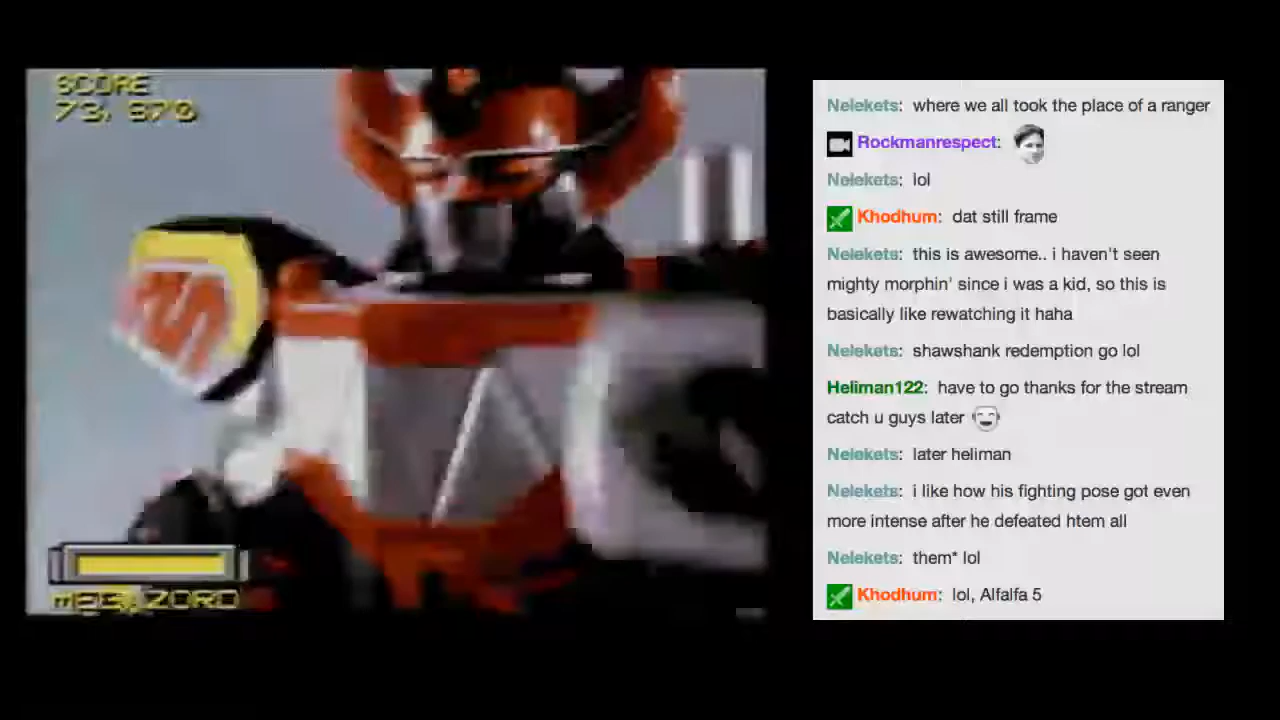 SCORE
73,870
MEGAZORD
Nelekets: where we all took the place of a ranger
Rockmanrespect:
Nelekets: lol
Khodhum: dat still frame
Nelekets: this is awesome.. i haven't seen
mighty morphin' since i was a kid, so this is
basically like rewatching it haha
Nelekets: shawshank redemption go lol
Heliman122: have to go thanks for the stream
catch u guys later
Nelekets: later heliman
Nelekets: i like how his fighting pose got even
more intense after he defeated htem all
Nelekets: them* lol
Khodhum: lol, Alfalfa 5